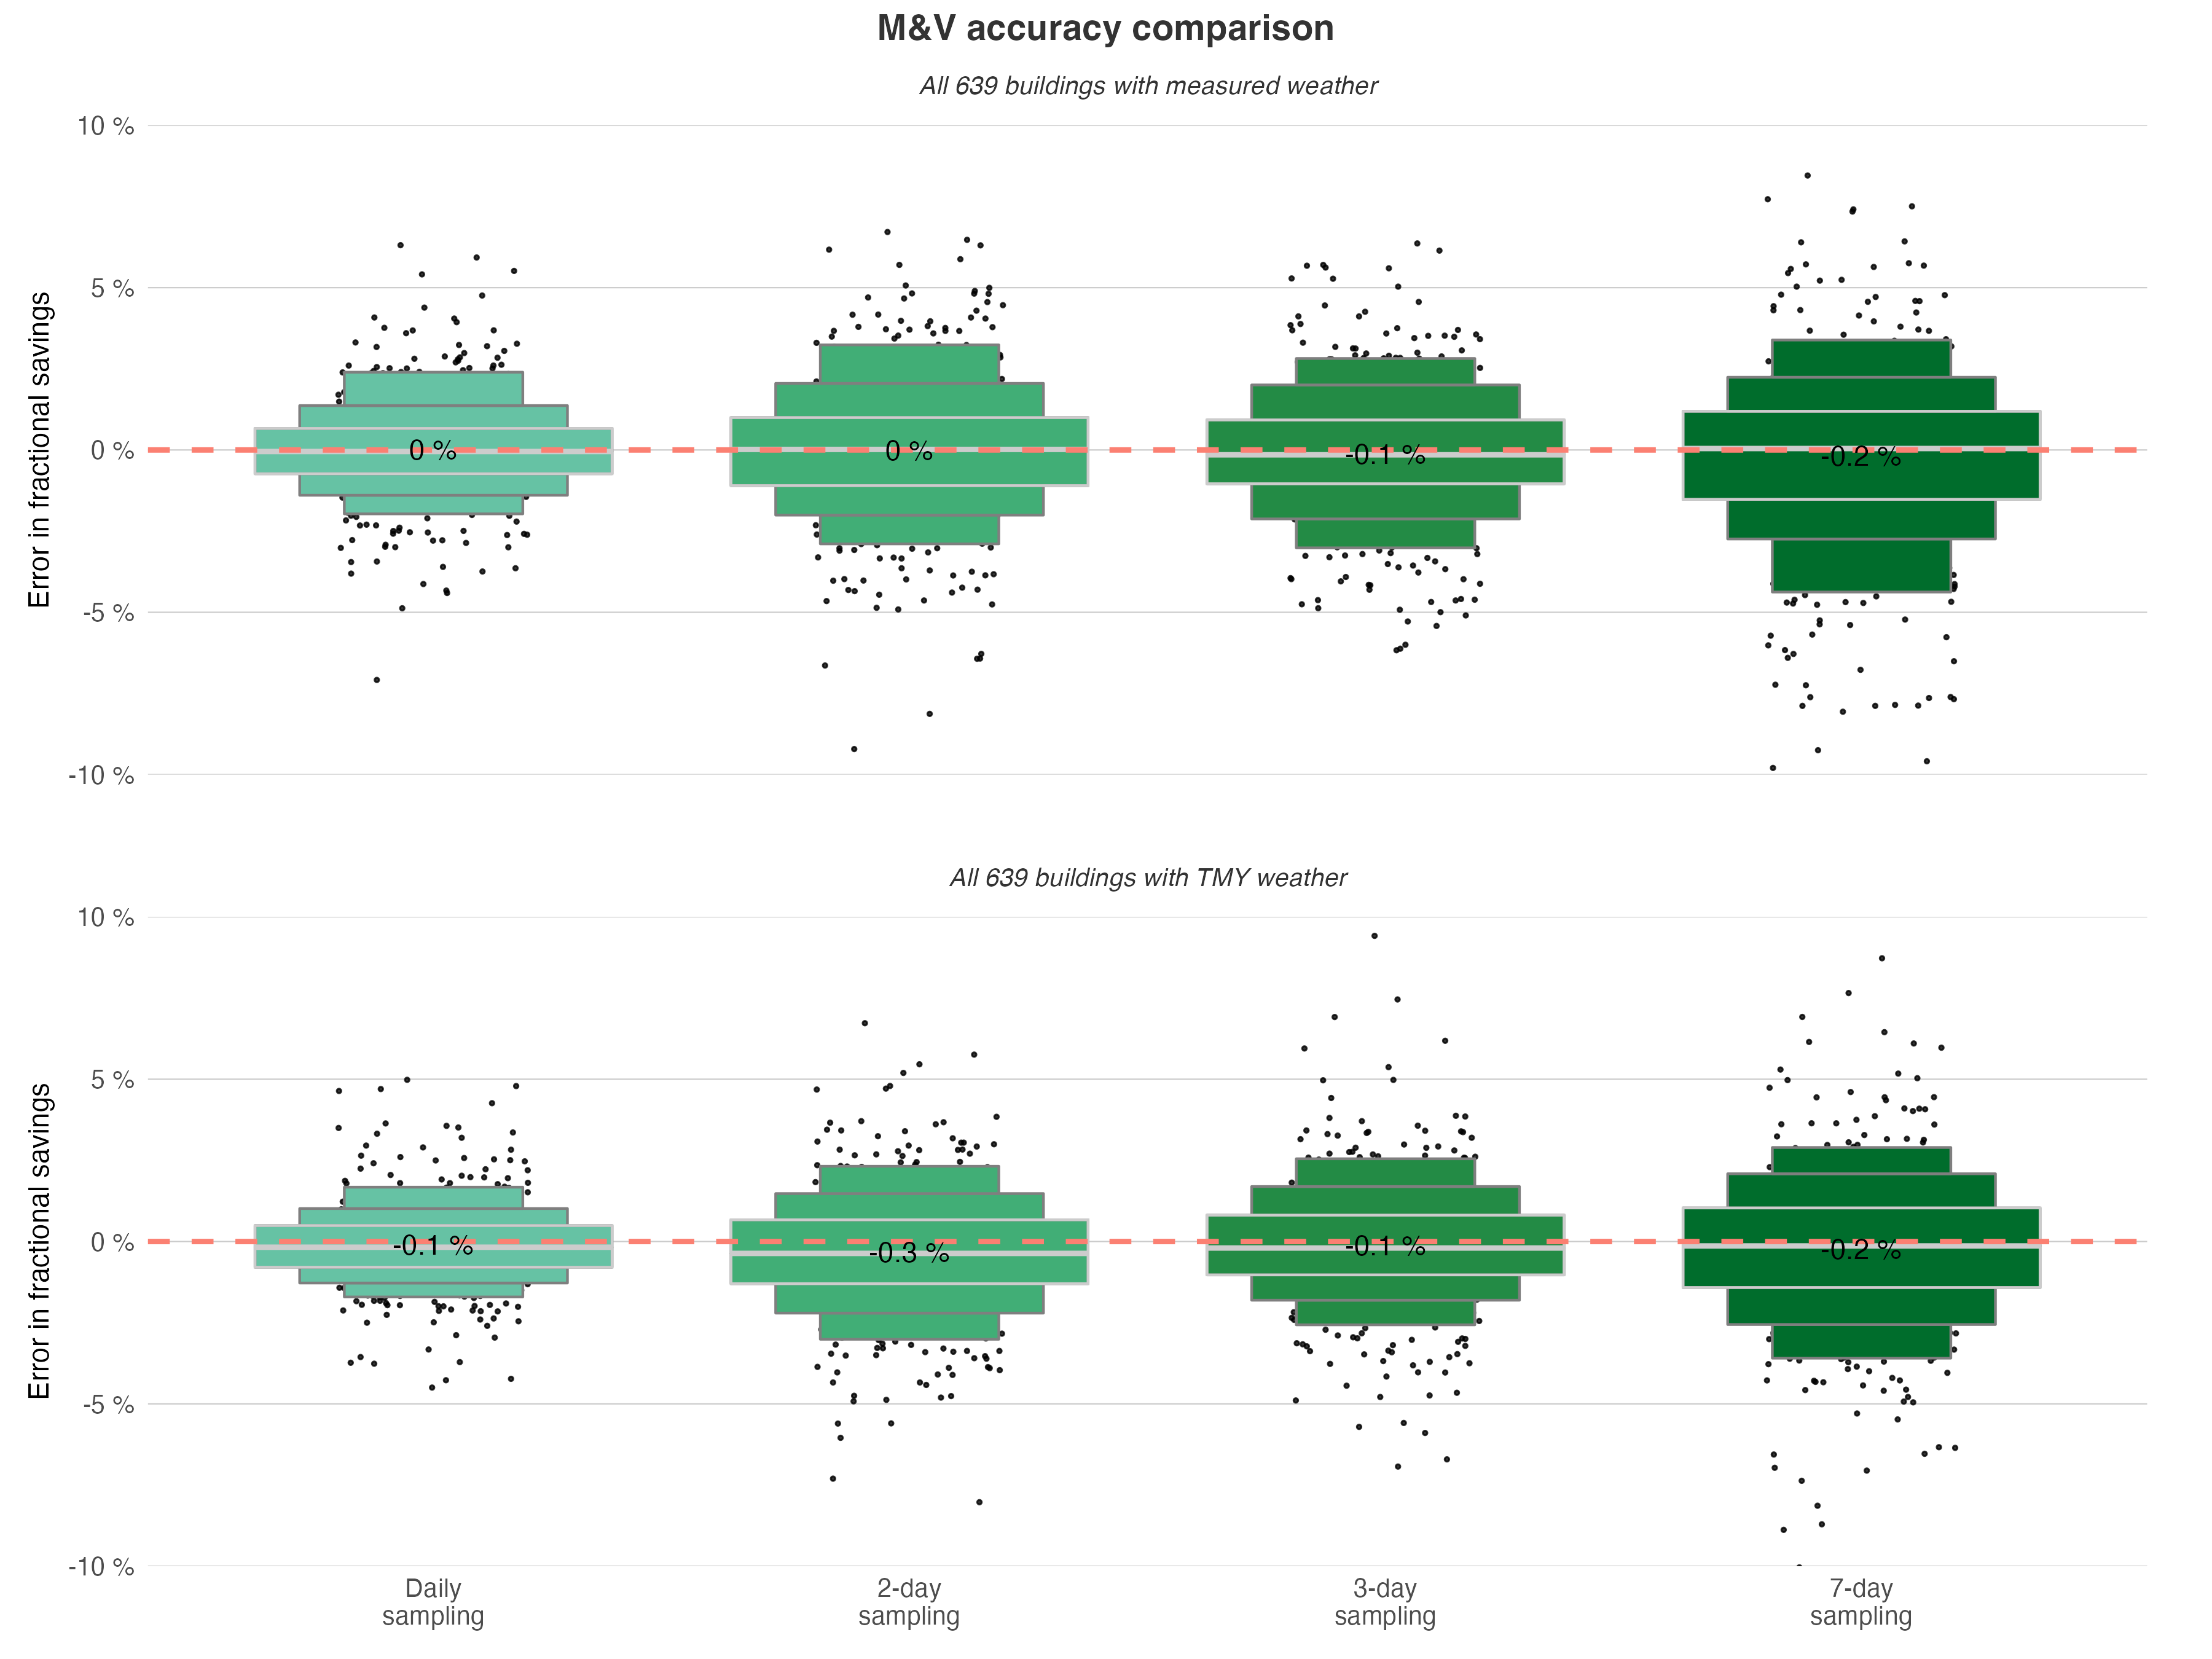 M&V accuracy comparison
All 639 buildings with measured weather
Error in fractional savings
10 %
5 %
0 %
-5 %
-10 %
0 %
0 %
-0.1 %
-0.2 %
All 639 buildings with TMY weather
Error in fractional savings
10 %
5 %
0 %
-5 %
-10 %
-0.1 %
-0.3 %
-0.1 %
-0.2 %
Daily
sampling
2-day
sampling
3-day
sampling
7-day
sampling